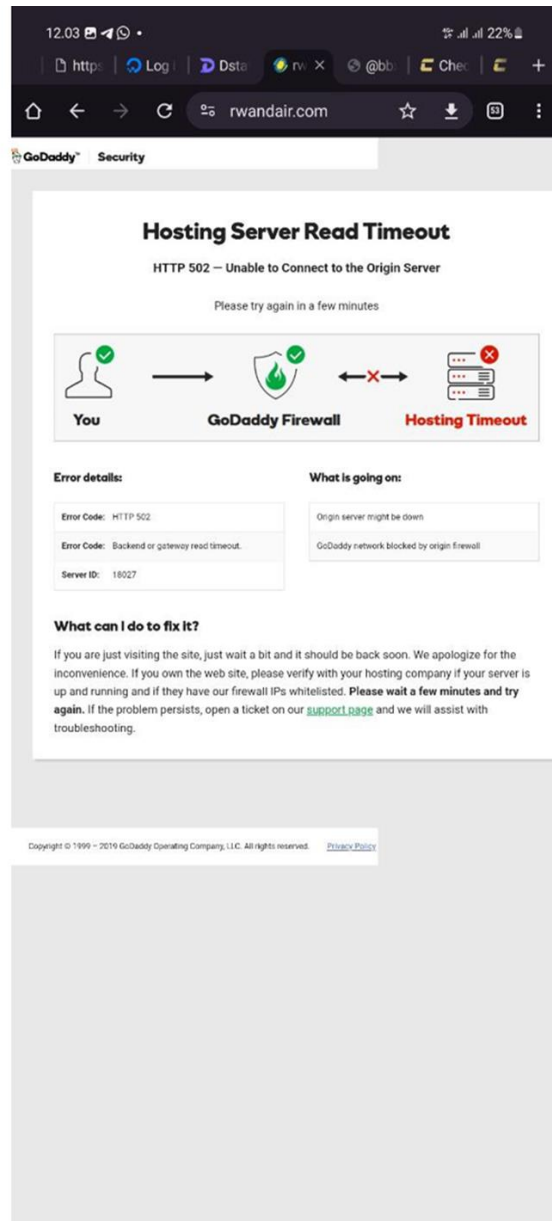 12.03
22%
https
Log
Dsta
rw
@bb
Chec
rwandair.com
53
GoDaddy™ Security
Hosting Server Read Timeout
HTTP 502 — Unable to Connect to the Origin Server
Please try again in a few minutes
You
GoDaddy Firewall
Hosting Timeout
Error details:
Error Code: HTTP 502
Error Code: Backend or gateway read timeout.
Server ID: 18027
What is going on:
Origin server might be down
GoDaddy network blocked by origin firewall
What can I do to fix it?
If you are just visiting the site, just wait a bit and it should be back soon. We apologize for the
inconvenience. If you own the web site, please verify with your hosting company if your server is
up and running and if they have our firewall IPs whitelisted. Please wait a few minutes and try
again. If the problem persists, open a ticket on our support page and we will assist with
troubleshooting.
Copyright © 1999 – 2019 GoDaddy Operating Company, LLC. All rights reserved. Privacy Policy